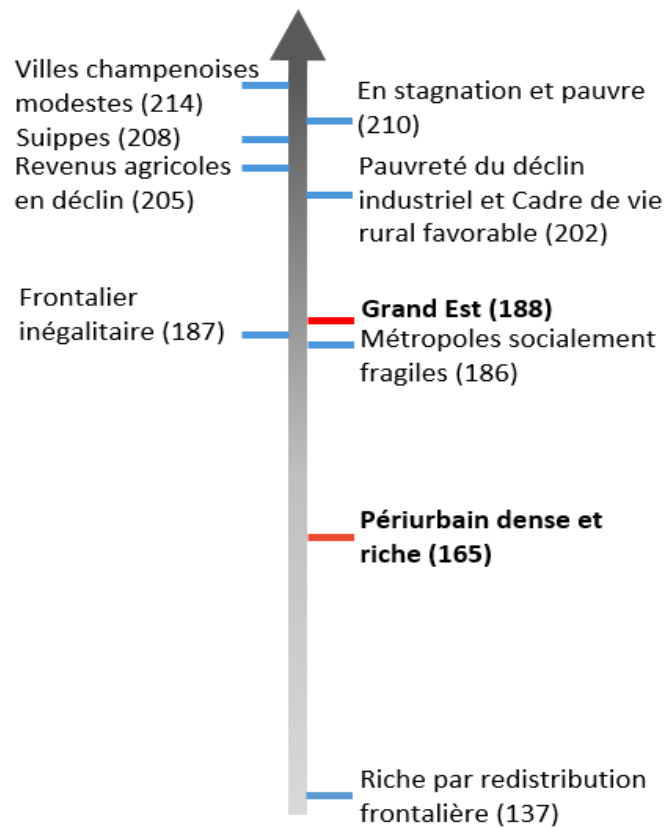 Villes champenoises
modestes (214)
En stagnation et pauvre
(210)
Suippes (208)
Revenus agricoles
en déclin (205)
Pauvreté du déclin
industriel et Cadre de vie
rural favorable (202)
Grand Est (188)
Frontalier
inégalitaire (187)
Métropoles socialement
fragiles (186)
Périurbain dense et
riche (165)
Riche par redistribution
frontalière (137)